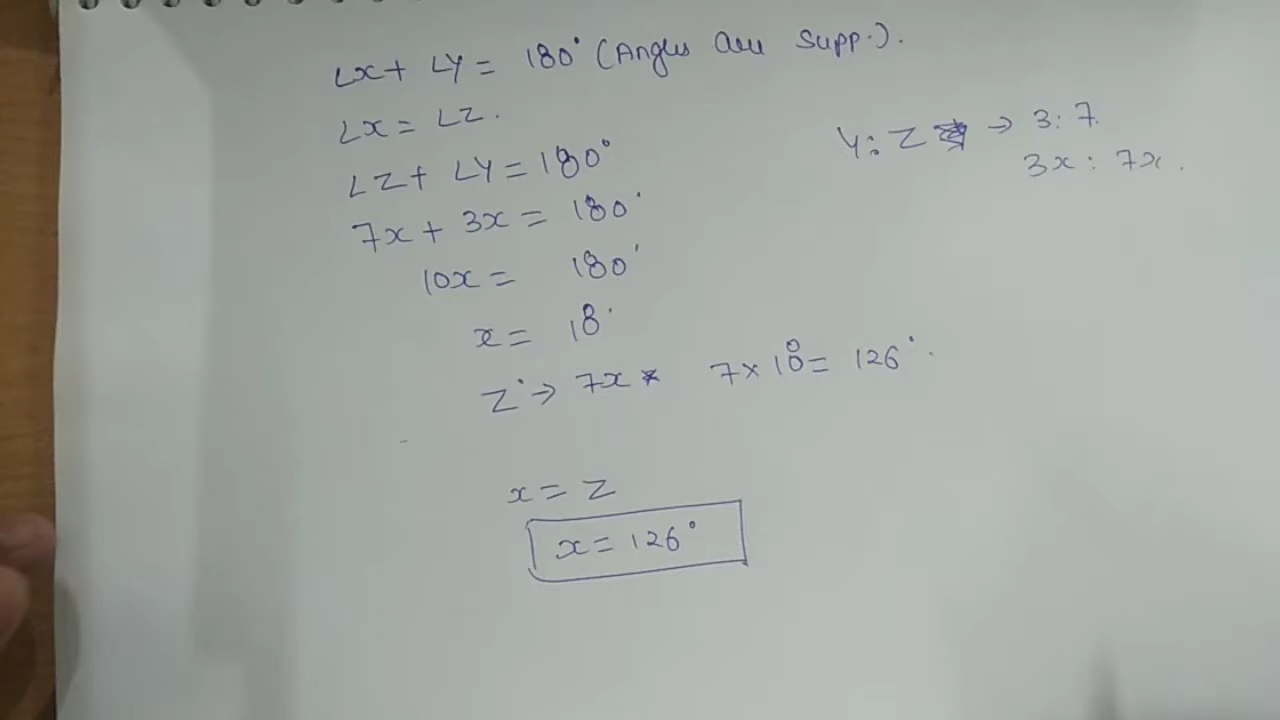 ∠x + ∠y = 180° (Angles are supp.).
∠x = ∠z.
y : z → 3 : 7.
3x : 7x.
∠z + ∠y = 180°
7x + 3x = 180°
10x = 180°
x = 18°
z° → 7x 7 × 18 = 126°.
x = z
x = 126°